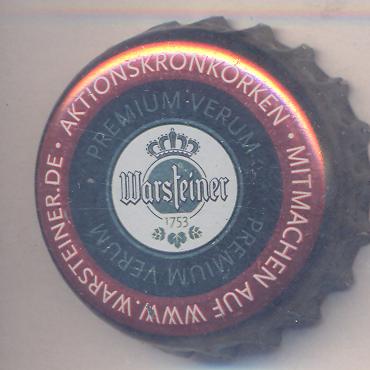 AKTIONSKRONKORKEN · MITMACHEN AUF WWW.WARSTEINER.DE ·
PREMIUM VERUM · PREMIUM VERUM ·
Warsteiner
1753